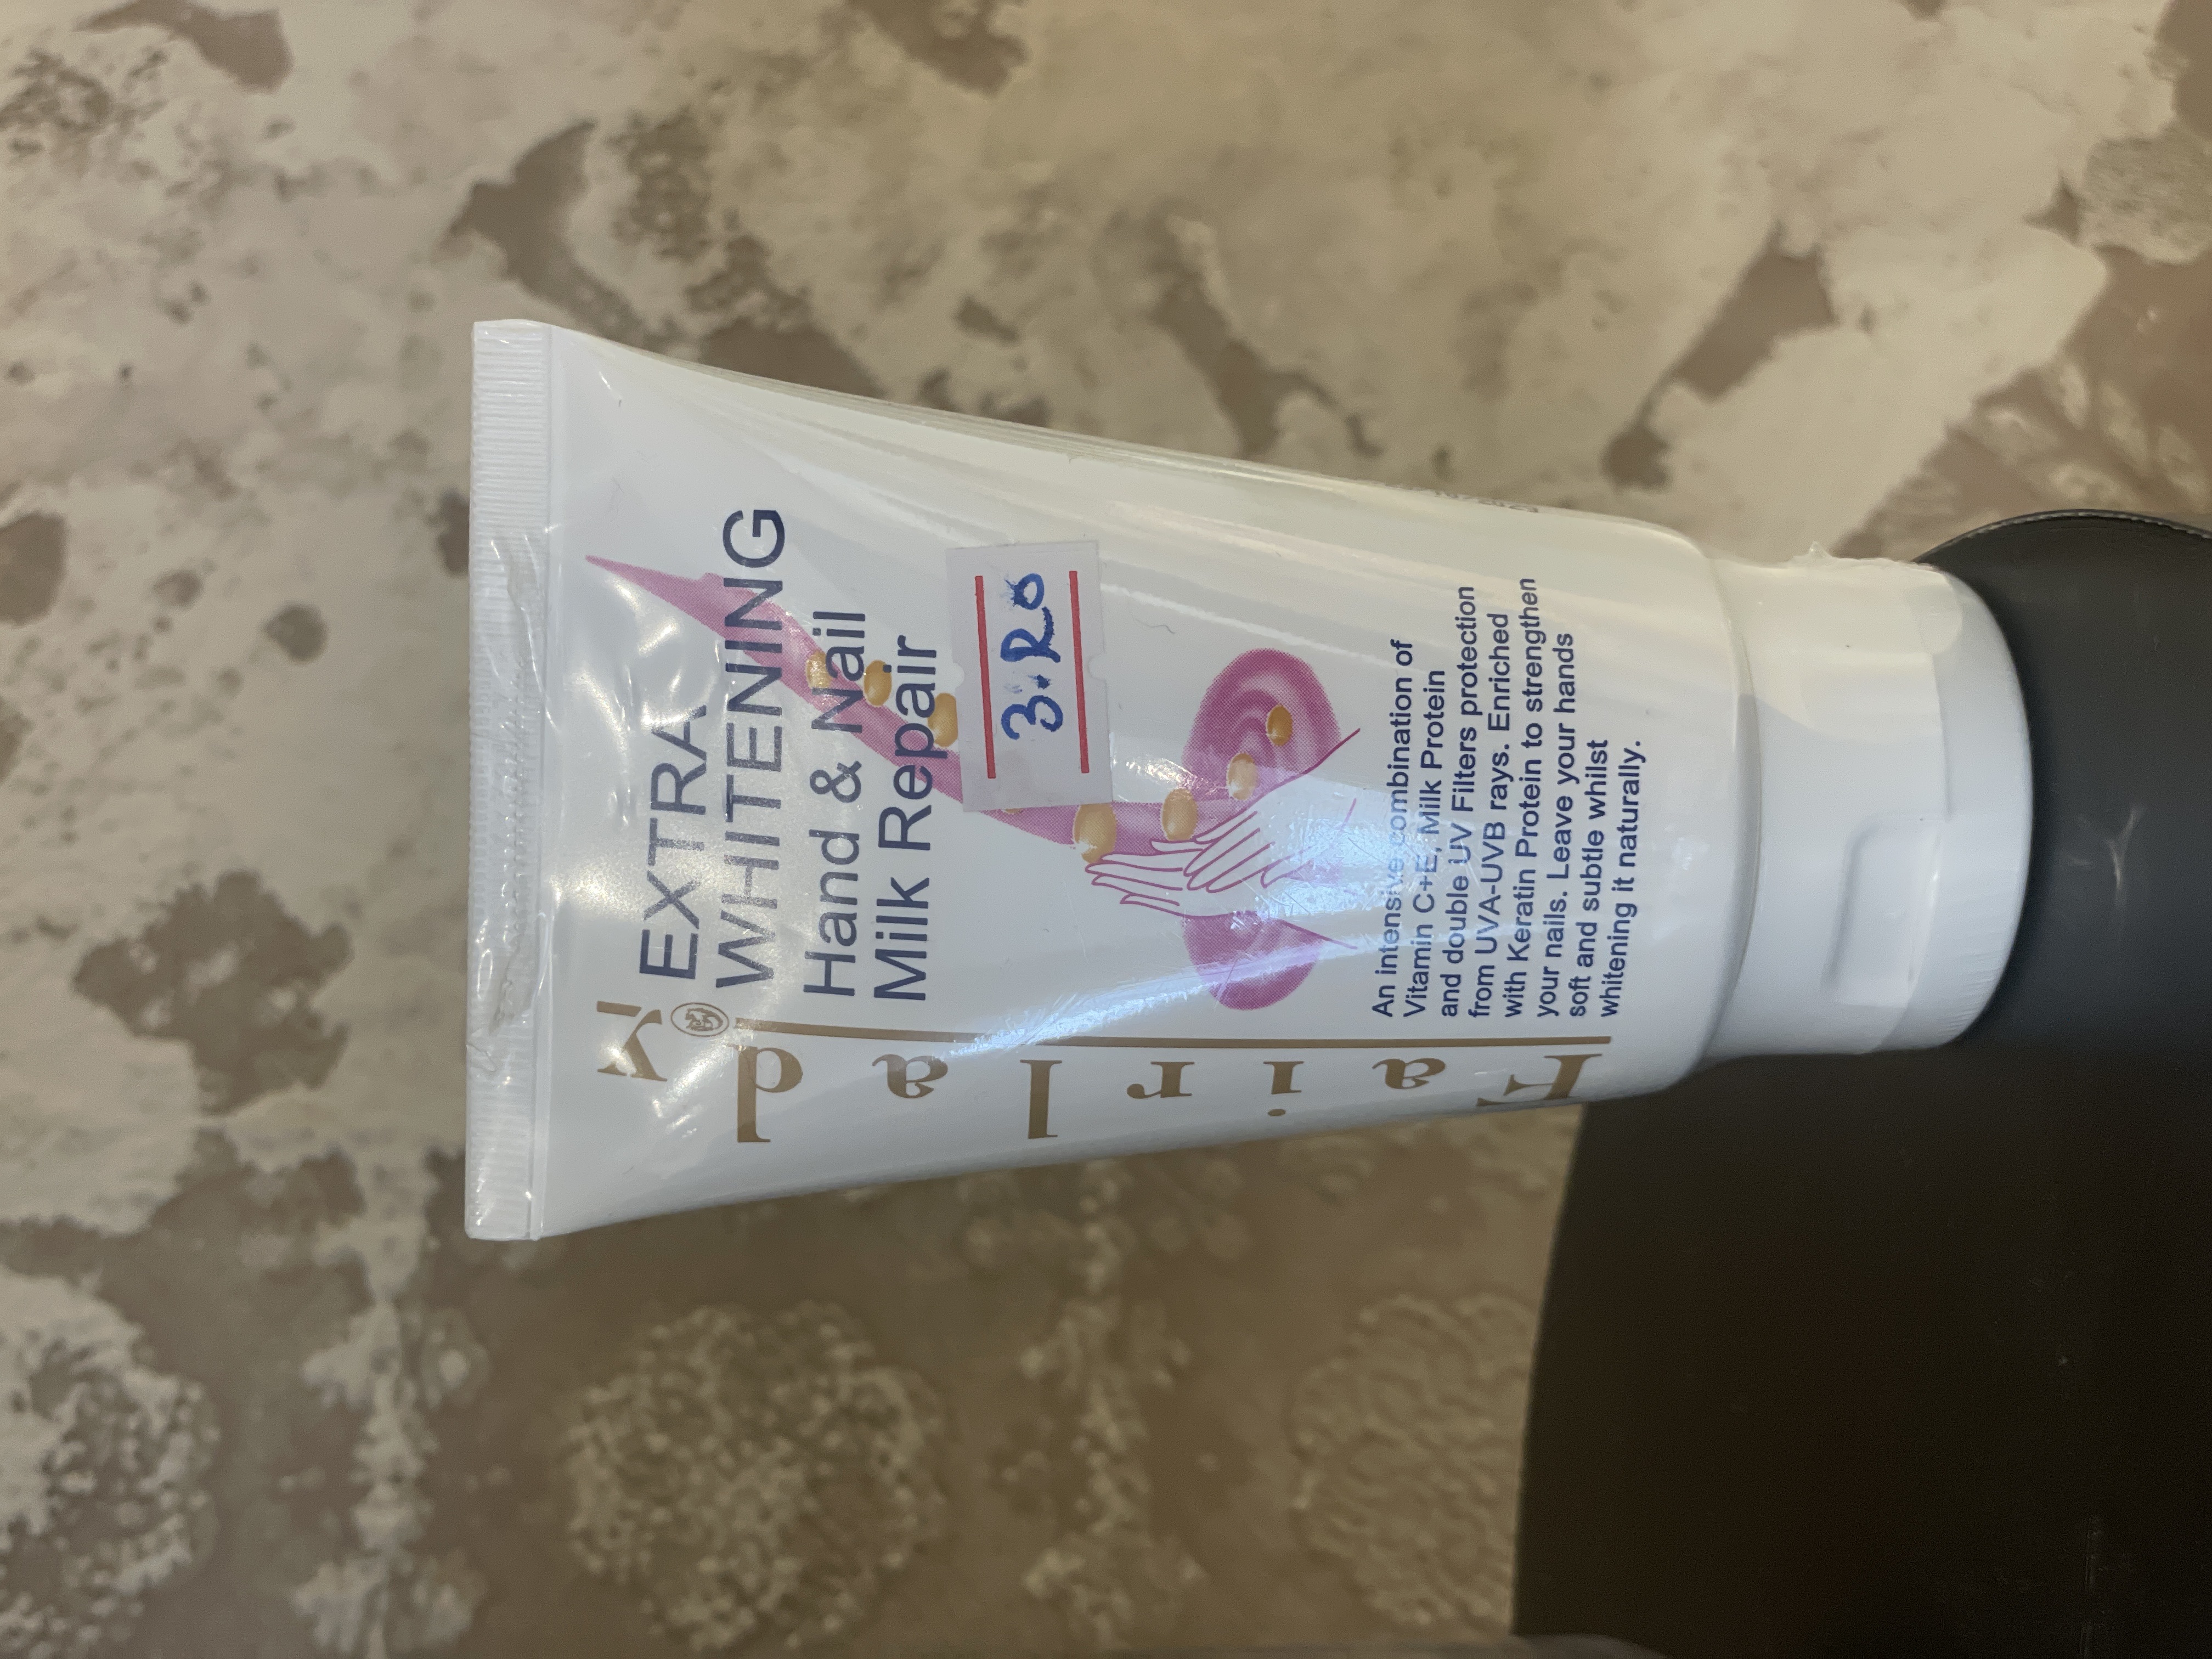 Fairlady
EXTRA
WHITENING
Hand & Nail
Milk Repair
An intensive combination of
Vitamin C+E, Milk Protein
and double UV Filters protection
from UVA-UVB rays. Enriched
with Keratin Protein to strengthen
your nails. Leave your hands
soft and subtle whilst
whitening it naturally.